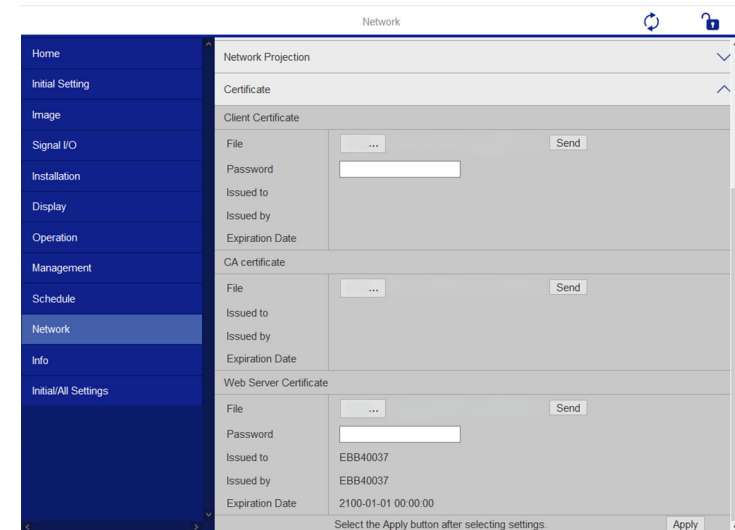 Network
Home
Initial Setting
Image
Signal I/O
Installation
Display
Operation
Management
Schedule
Network
Info
Initial/All Settings
Network Projection
Certificate
Client Certificate
File ... Send
Password
Issued to
Issued by
Expiration Date
CA certificate
File ... Send
Issued to
Issued by
Expiration Date
Web Server Certificate
File ... Send
Password
Issued to EBB40037
Issued by EBB40037
Expiration Date 2100-01-01 00:00:00
Select the Apply button after selecting settings. Apply